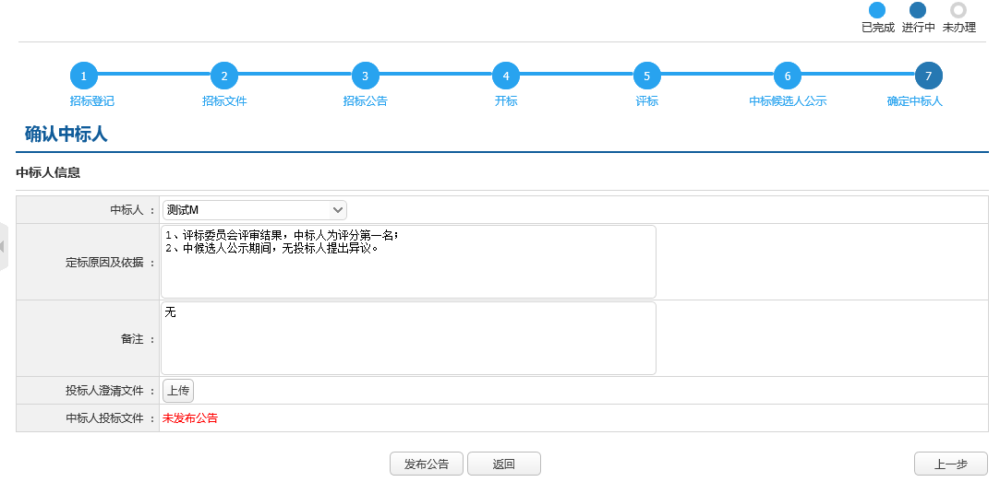 已完成 进行中 未办理
1 2 3 4 5 6 7
招标登记 招标文件 招标公告 开标 评标 中标候选人公示 确定中标人
确认中标人
中标人信息
中标人 : 测试M
定标原因及依据 : 1、评标委员会评审结果，中标人为评分第一名；
2、中候选人公示期间，无投标人提出异议。
备注 : 无
投标人澄清文件 : 上传
中标人投标文件 : 未发布公告
发布公告 返回 上一步